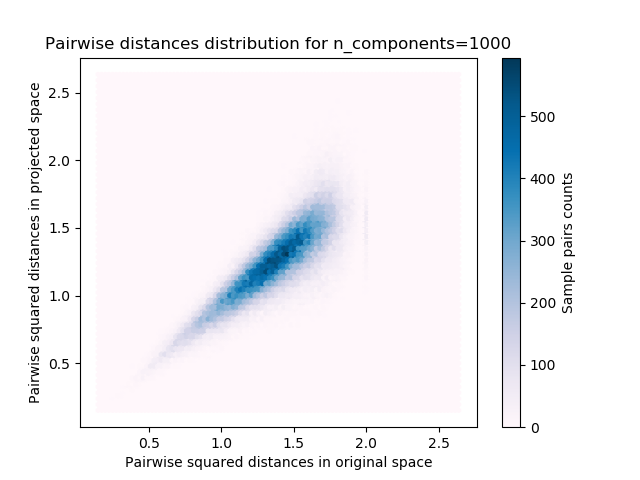 Pairwise distances distribution for n_components=1000
Pairwise squared distances in projected space
2.5
2.0
1.5
1.0
0.5
0.5 1.0 1.5 2.0 2.5
Pairwise squared distances in original space
500
400
300
200
100
0
Sample pairs counts